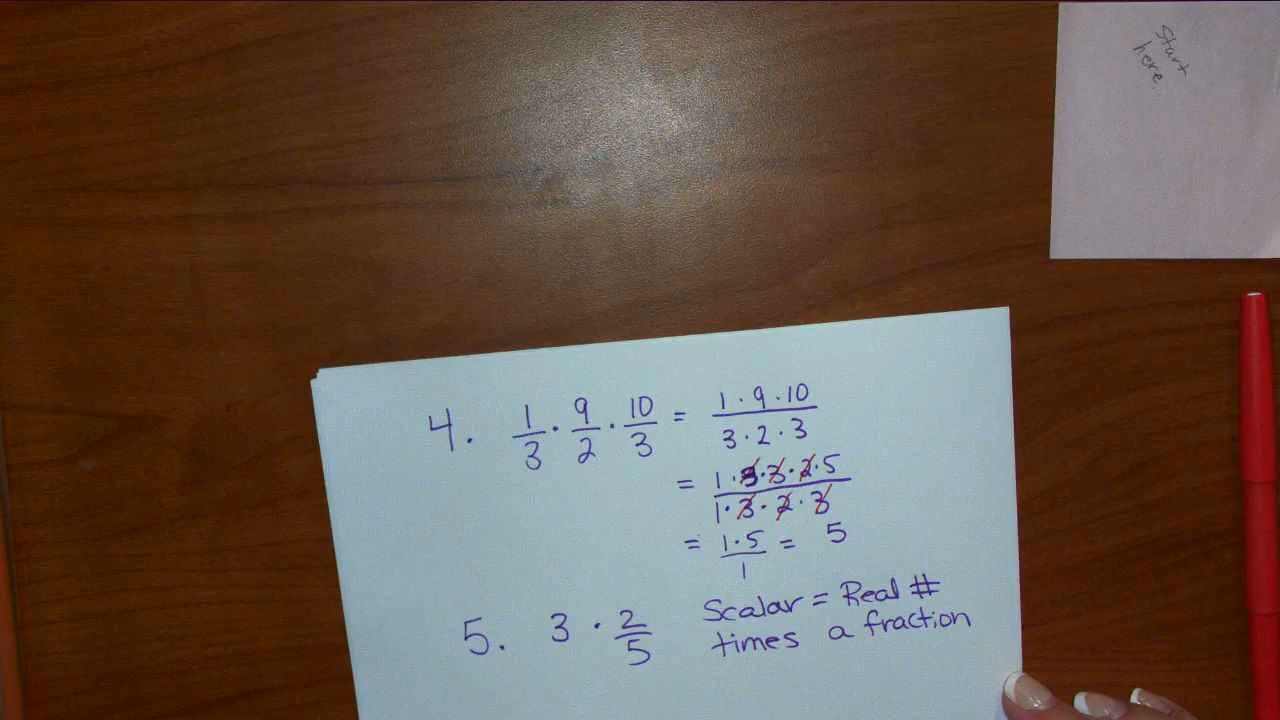 Start
here
4. 1/3 · 9/2 · 10/3 = 1 · 9 · 10 / 3 · 2 · 3
= 1 · 3 · 3 · 2 · 5 / 1 · 3 · 2 · 3
= 1 · 5 / 1 = 5
5. 3 · 2/5 Scalar = Real #
times a fraction